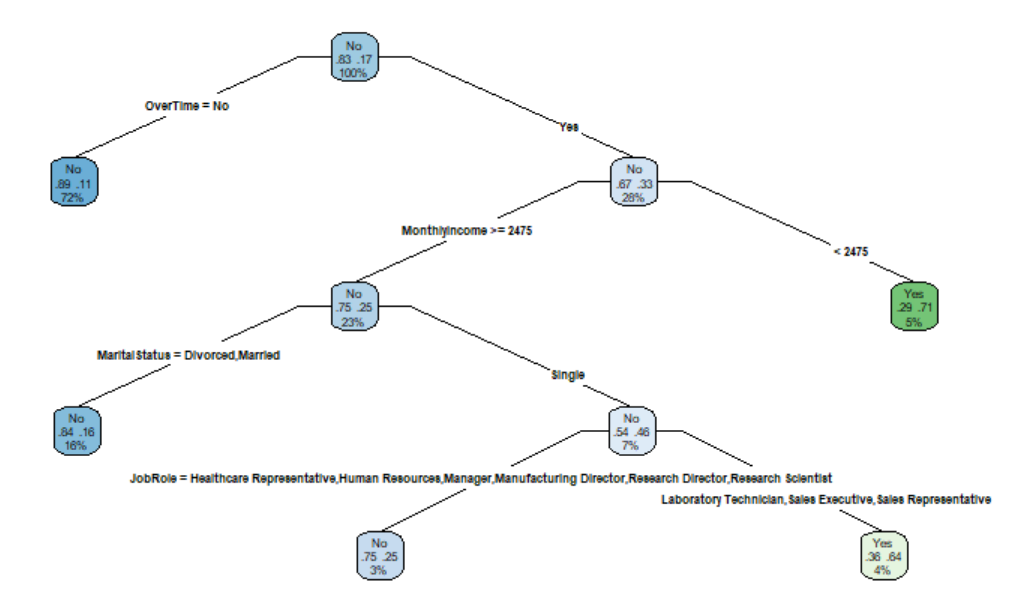 No
.83 .17
100%
OverTime = No
Yes
No
.89 .11
72%
No
.67 .33
28%
MonthlyIncome >= 2475
< 2475
No
.75 .25
23%
Yes
.29 .71
5%
MaritalStatus = Divorced,Married
Single
No
.84 .16
16%
No
.54 .46
7%
JobRole = Healthcare Representative,Human Resources,Manager,Manufacturing Director,Research Director,Research Scientist
Laboratory Technician,Sales Executive,Sales Representative
No
.75 .25
3%
Yes
.36 .64
4%